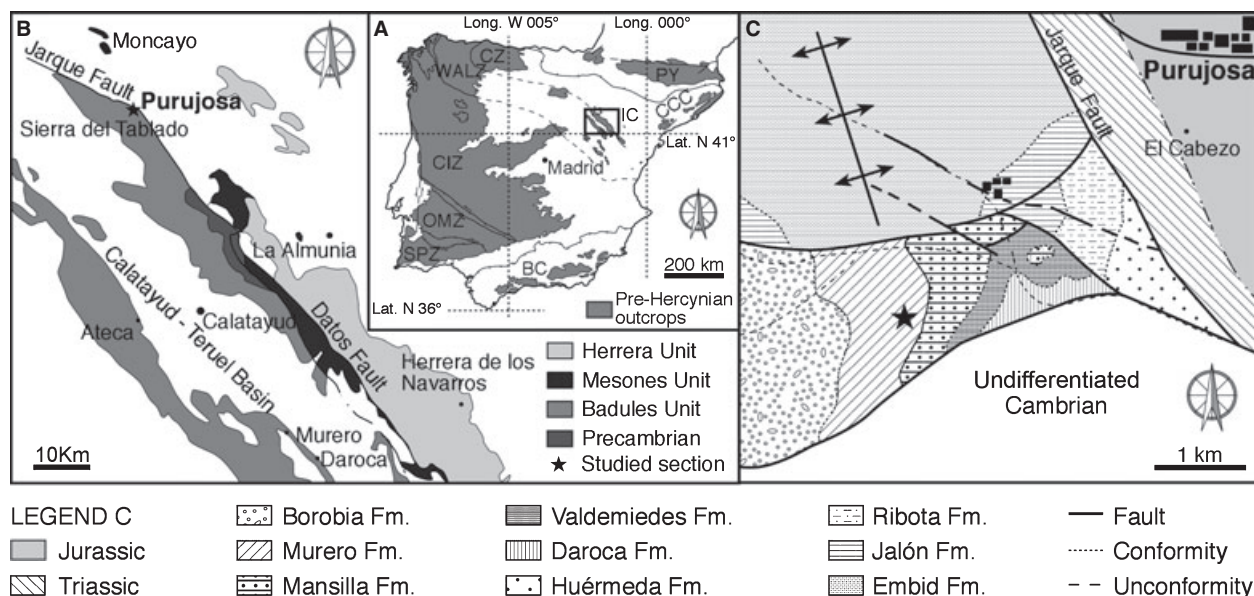 B
Moncayo
Jarque Fault
Purujosa
Sierra del Tablado
La Almunia
Calatayud - Teruel Basin
Calatayud
Ateca
Datos Fault
Herrera de los
Navarros
Murero
Daroca
10Km
Herrera Unit
Mesones Unit
Badules Unit
Precambrian
Studied section
Long. W 005°
Long. 000°
A
CZ
WALZ
PY
CCC
IC
Lat. N 41°
CIZ
Madrid
OMZ
SPZ
BC
200 km
Lat. N 36°
Pre-Hercynian
outcrops
C
Jarque Fault
Purujosa
El Cabezo
Undifferentiated
Cambrian
1 km
LEGEND C
Jurassic
Triassic
Borobia Fm.
Murero Fm.
Mansilla Fm.
Valdemiedes Fm.
Daroca Fm.
Huérmeda Fm.
Ribota Fm.
Jalón Fm.
Embid Fm.
Fault
Conformity
Unconformity